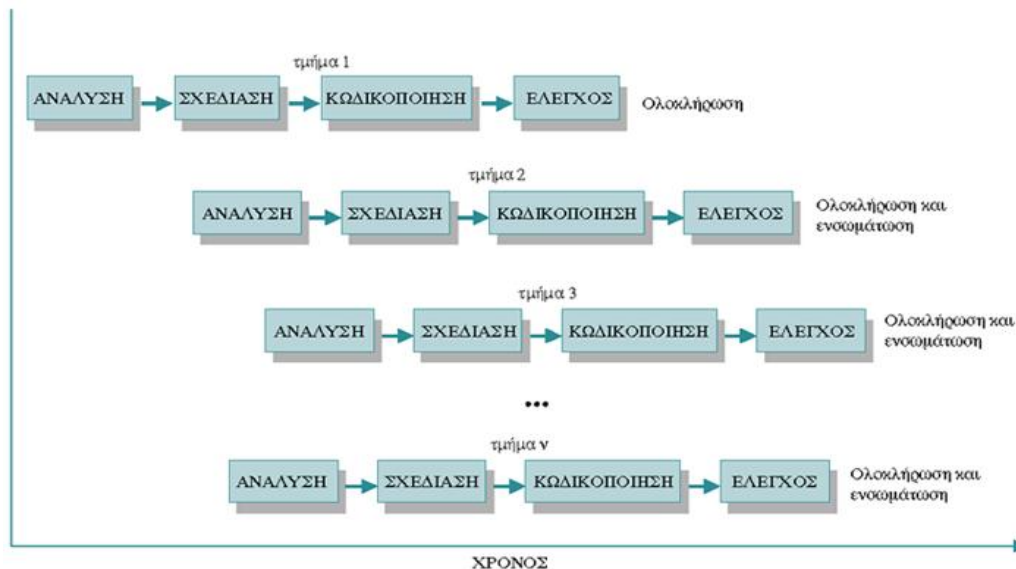 τμήμα 1
ΑΝΑΛΥΣΗ ΣΧΕΔΙΑΣΗ ΚΩΔΙΚΟΠΟΙΗΣΗ ΕΛΕΓΧΟΣ Ολοκλήρωση
τμήμα 2
ΑΝΑΛΥΣΗ ΣΧΕΔΙΑΣΗ ΚΩΔΙΚΟΠΟΙΗΣΗ ΕΛΕΓΧΟΣ Ολοκλήρωση και
ενσωμάτωση
τμήμα 3
ΑΝΑΛΥΣΗ ΣΧΕΔΙΑΣΗ ΚΩΔΙΚΟΠΟΙΗΣΗ ΕΛΕΓΧΟΣ Ολοκλήρωση και
ενσωμάτωση
...
τμήμα ν
ΑΝΑΛΥΣΗ ΣΧΕΔΙΑΣΗ ΚΩΔΙΚΟΠΟΙΗΣΗ ΕΛΕΓΧΟΣ Ολοκλήρωση και
ενσωμάτωση
ΧΡΟΝΟΣ